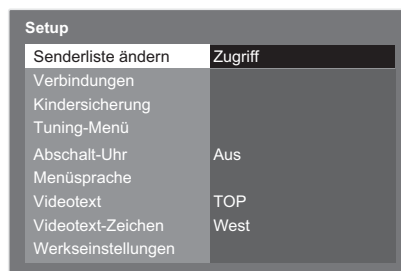 Setup
Senderliste ändern Zugriff
Verbindungen
Kindersicherung
Tuning-Menü
Abschalt-Uhr Aus
Menüsprache
Videotext TOP
Videotext-Zeichen West
Werkseinstellungen